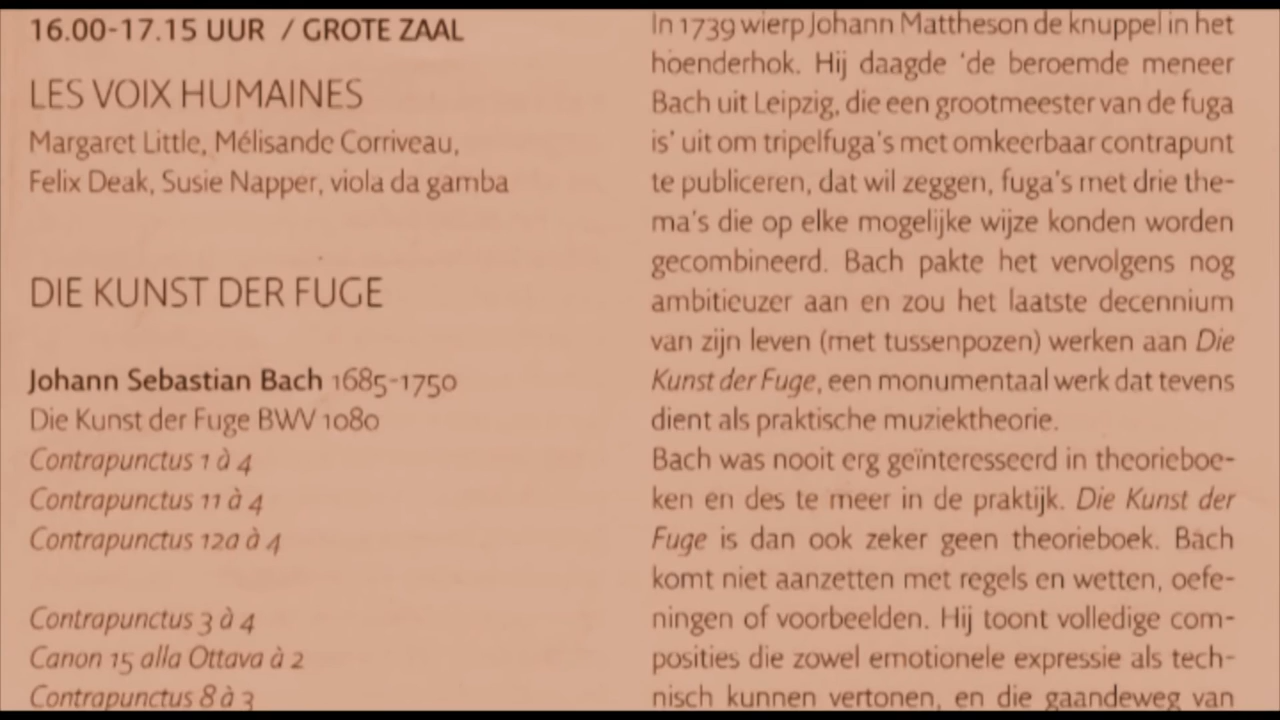 16.00-17.15 UUR / GROTE ZAAL
LES VOIX HUMAINES
Margaret Little, Mélisande Corriveau,
Felix Deak, Susie Napper, viola da gamba
DIE KUNST DER FUGE
Johann Sebastian Bach 1685-1750
Die Kunst der Fuge BWV 1080
Contrapunctus 1 à 4
Contrapunctus 11 à 4
Contrapunctus 12a à 4
Contrapunctus 3 à 4
Canon 15 alla Ottava à 2
Contrapunctus 8 à 3
In 1739 wierp Johann Mattheson de knuppel in het
hoenderhok. Hij daagde ‘de beroemde meneer
Bach uit Leipzig, die een grootmeester van de fuga
is’ uit om tripelfuga’s met omkeerbaar contrapunt
te publiceren, dat wil zeggen, fuga’s met drie the-
ma’s die op elke mogelijke wijze konden worden
gecombineerd. Bach pakte het vervolgens nog
ambitieuzer aan en zou het laatste decennium
van zijn leven (met tussenpozen) werken aan Die
Kunst der Fuge, een monumentaal werk dat tevens
dient als praktische muziektheorie.
Bach was nooit erg geïnteresseerd in theorieboe-
ken en des te meer in de praktijk. Die Kunst der
Fuge is dan ook zeker geen theorieboek. Bach
komt niet aanzetten met regels en wetten, oefe-
ningen of voorbeelden. Hij toont volledige com-
posities die zowel emotionele expressie als tech-
nisch kunnen vertonen, en die gaandeweg van